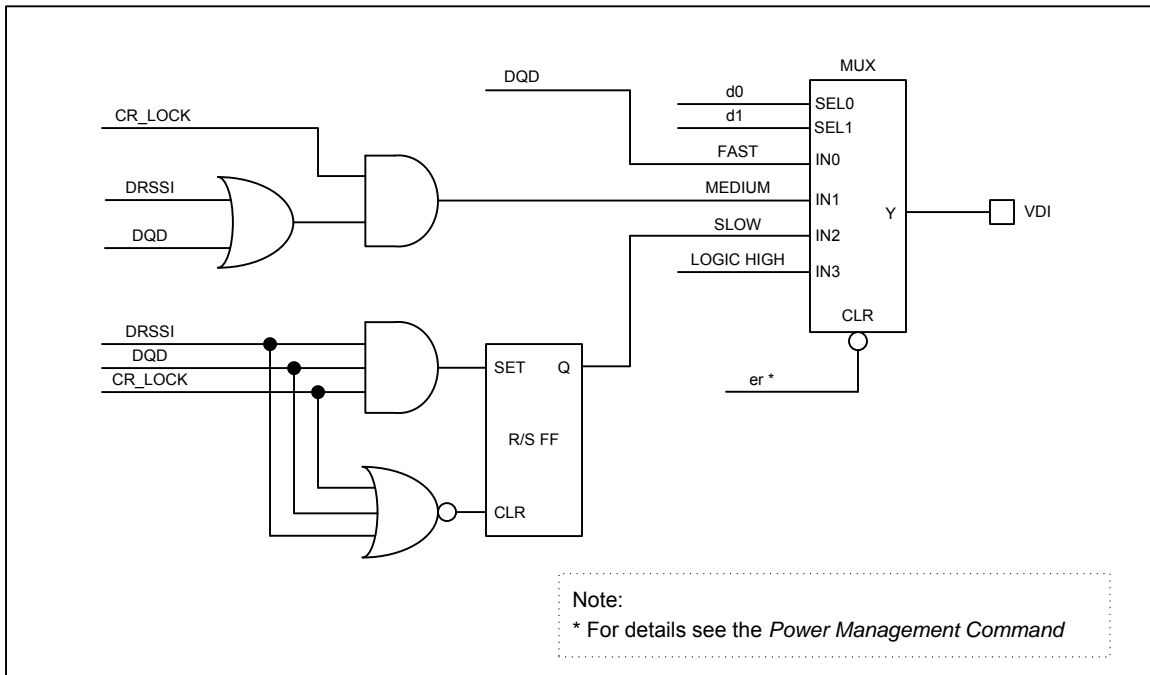 MUX
DQD
d0
SEL0
CR_LOCK
d1
SEL1
FAST
IN0
DRSSI
MEDIUM
IN1
Y
VDI
DQD
SLOW
IN2
LOGIC HIGH
IN3
CLR
DRSSI
DQD
CR_LOCK
SET
Q
er *
R/S FF
CLR
Note:
* For details see the Power Management Command